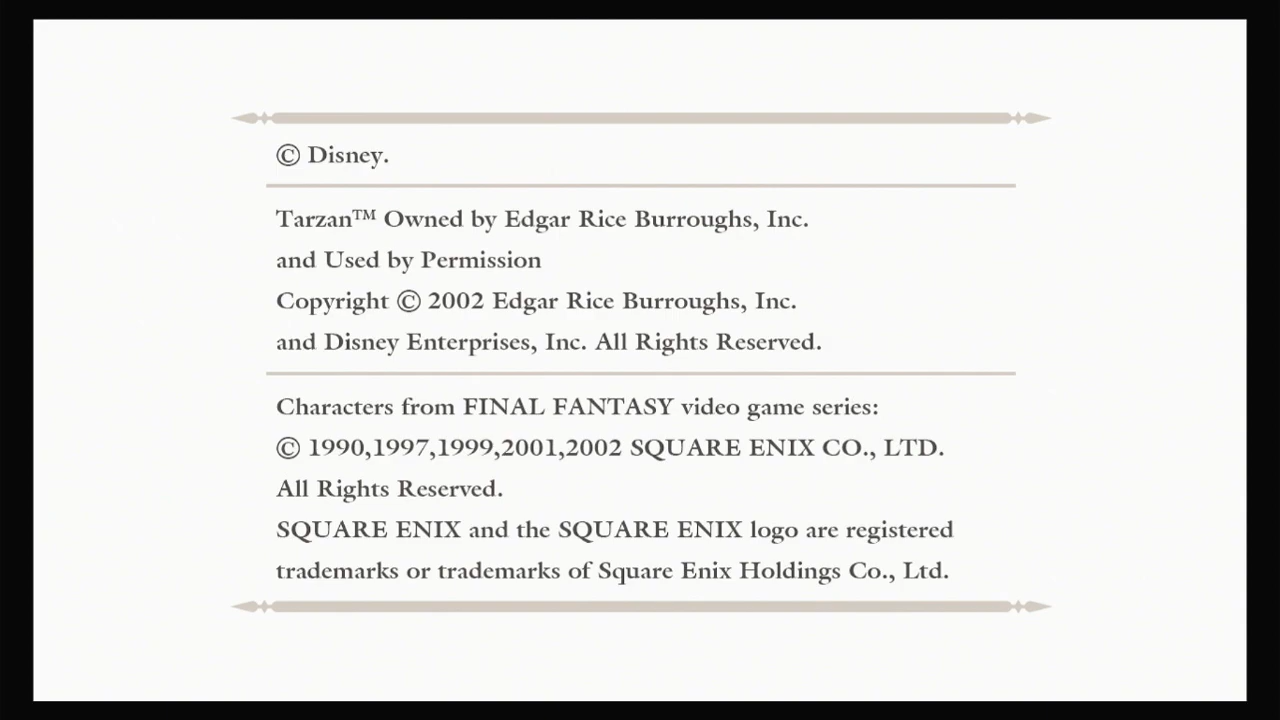 © Disney.
Tarzan™ Owned by Edgar Rice Burroughs, Inc.
and Used by Permission
Copyright © 2002 Edgar Rice Burroughs, Inc.
and Disney Enterprises, Inc. All Rights Reserved.
Characters from FINAL FANTASY video game series:
© 1990,1997,1999,2001,2002 SQUARE ENIX CO., LTD.
All Rights Reserved.
SQUARE ENIX and the SQUARE ENIX logo are registered
trademarks or trademarks of Square Enix Holdings Co., Ltd.